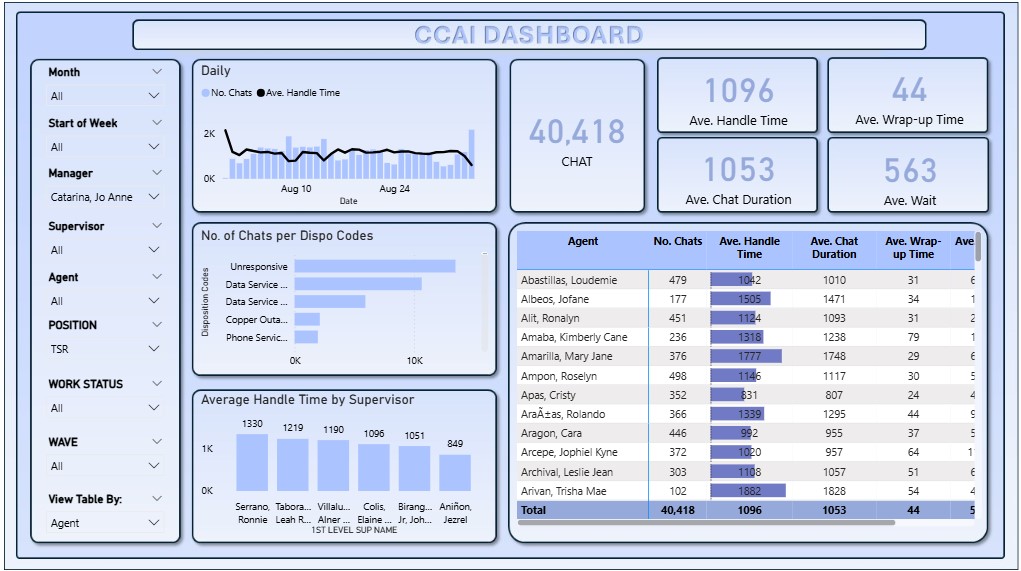 CCAI DASHBOARD
Month
All
Start of Week
All
Manager
Catarina, Jo Anne
Supervisor
All
Agent
All
POSITION
TSR
WORK STATUS
All
WAVE
All
View Table By:
Agent
Daily
No. Chats Ave. Handle Time
2K
0K
Aug 10 Aug 24
Date
40,418
CHAT
1096
Ave. Handle Time
44
Ave. Wrap-up Time
1053
Ave. Chat Duration
563
Ave. Wait
No. of Chats per Dispo Codes
Disposition Codes
Unresponsive
Data Service ...
Data Service ...
Copper Outa...
Phone Servic...
0K 10K
Average Handle Time by Supervisor
1K
0K
1330 1219 1190 1096 1051 849
Serrano, Tabora... Villalu... Colis, Birang... Aniñon,
Ronnie Leah R... Alner ... Elaine ... Jr, Joh... Jezrel
1ST LEVEL SUP NAME
Agent No. Chats Ave. Handle Time Ave. Chat Duration Ave. Wrap-up Time Ave
Abastillas, Loudemie 479 1042 1010 31 6
Albeos, Jofane 177 1505 1471 34 1
Alit, Ronalyn 451 1124 1093 31 2
Amaba, Kimberly Cane 236 1318 1238 79 1
Amarilla, Mary Jane 376 1777 1748 29 6
Ampon, Roselyn 498 1146 1117 30 5
Apas, Cristy 352 831 807 24 4
AraÃ±as, Rolando 366 1339 1295 44 9
Aragon, Cara 446 992 955 37 5
Arcepe, Jophiel Kyne 372 1020 957 64 1
Archival, Leslie Jean 303 1108 1057 51 6
Arivan, Trisha Mae 102 1882 1828 54 4
Total 40,418 1096 1053 44 5